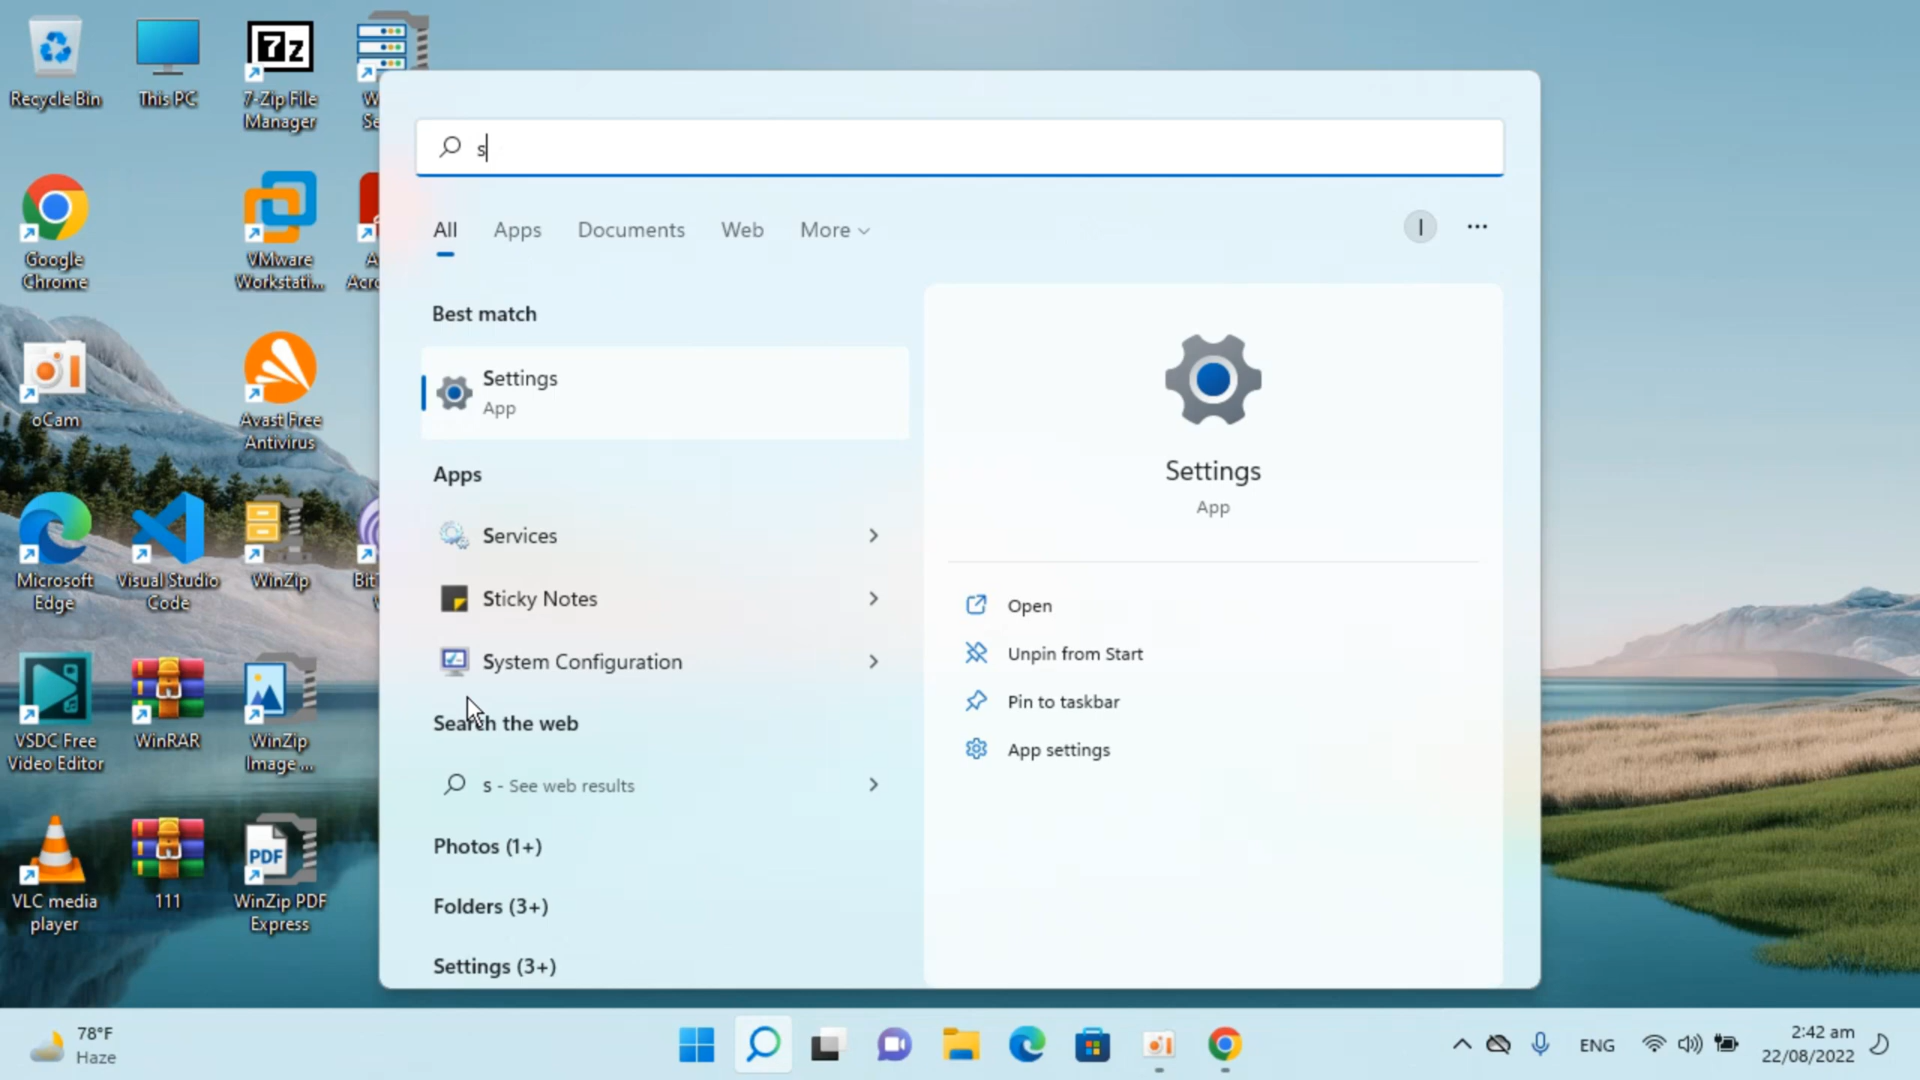 Recycle Bin
This PC
7-Zip File
Manager
Google
Chrome
VMware
Workstati...
oCam
Avast Free
Antivirus
Microsoft
Edge
Visual Studio
Code
WinZip
VSDC Free
Video Editor
WinRAR
WinZip
Image ...
VLC media
player
111
PDF
WinZip PDF
Express
s
All Apps Documents Web More
I ...
Best match
Settings
App
Apps
Services
Sticky Notes
System Configuration
Search the web
s - See web results
Photos (1+)
Folders (3+)
Settings (3+)
Settings
App
Open
Unpin from Start
Pin to taskbar
App settings
78°F
Haze
ENG
2:42 am
22/08/2022